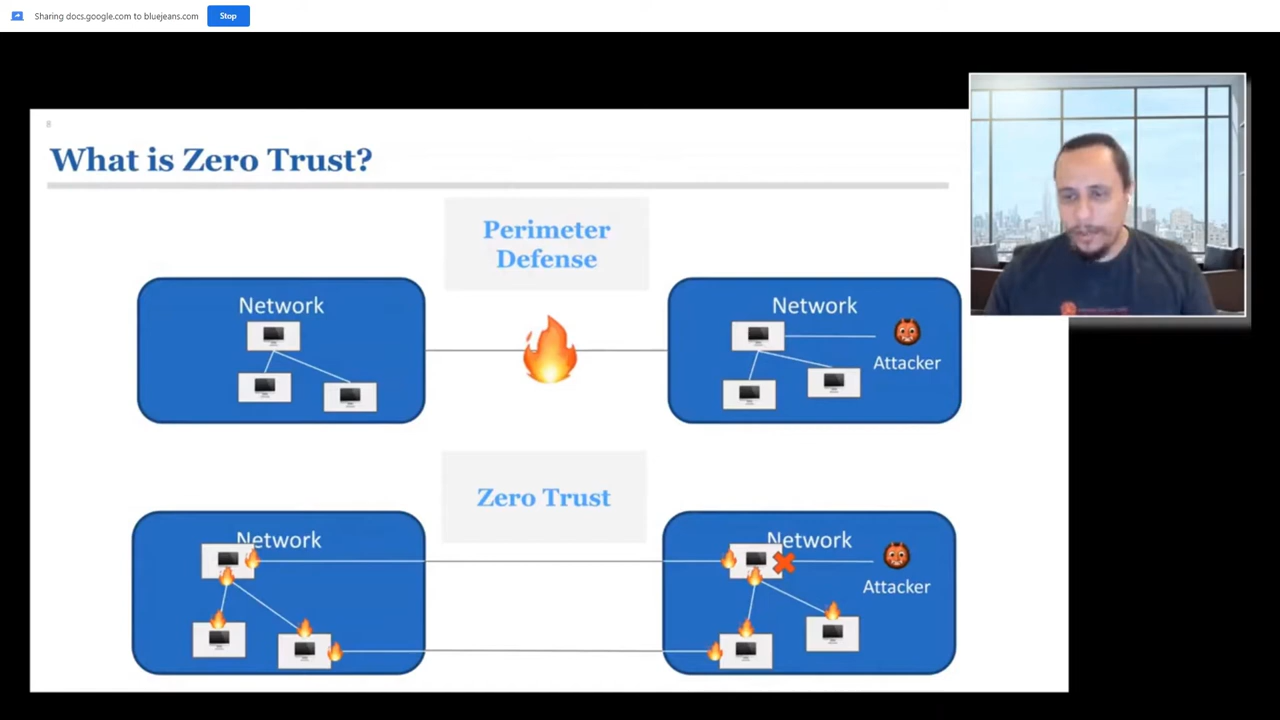 Sharing docs.google.com to bluejeans.com
Stop
8
What is Zero Trust?
Perimeter
Defense
Network
Network
Attacker
Zero Trust
Network
Network
Attacker